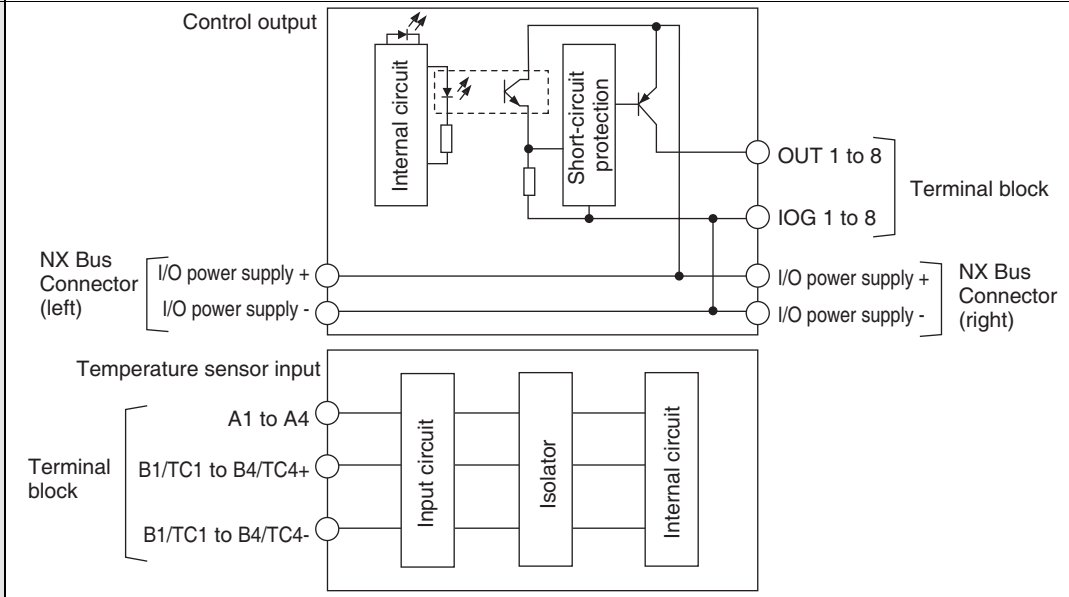 Control output
Internal circuit
Short-circuit
protection
OUT 1 to 8
IOG 1 to 8
Terminal block
NX Bus
Connector
(left)
I/O power supply +
I/O power supply -
I/O power supply +
I/O power supply -
NX Bus
Connector
(right)
Temperature sensor input
Terminal
block
A1 to A4
B1/TC1 to B4/TC4+
B1/TC1 to B4/TC4-
Input circuit
Isolator
Internal circuit